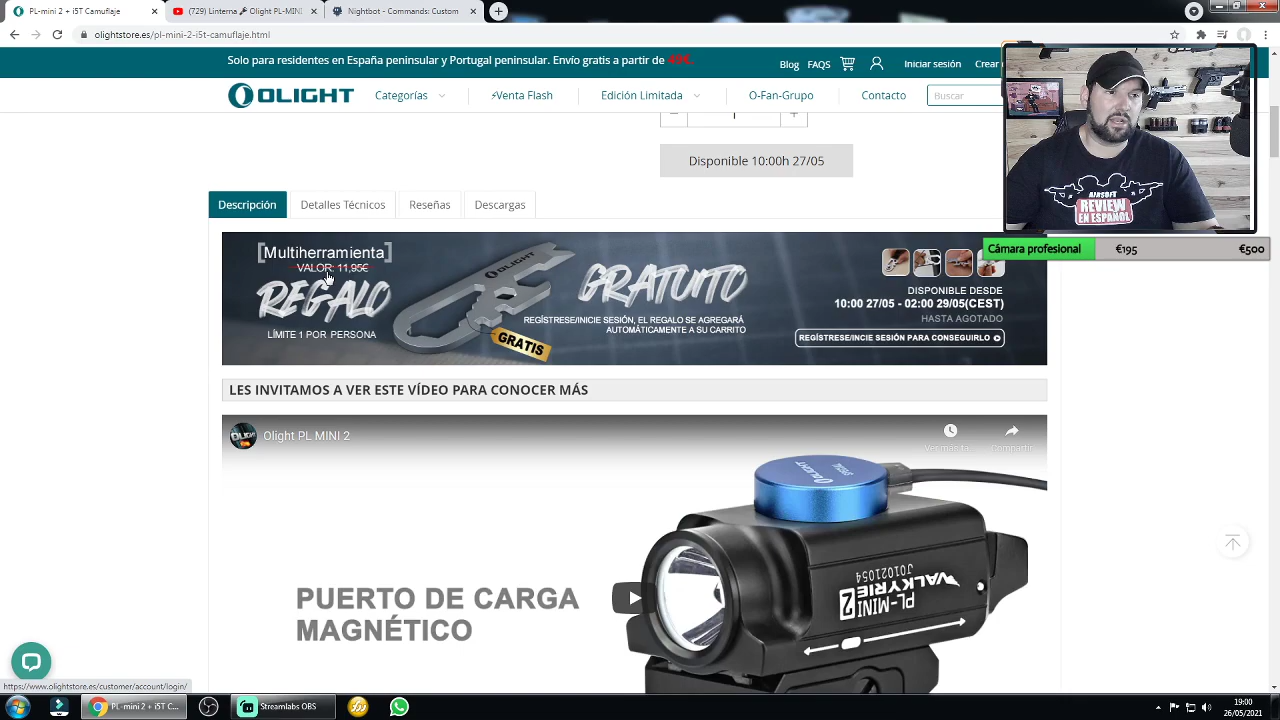 PL-mini 2 + i5T Camuflaje
(729) Linterna
Olight PL-MINI
Nightbot - Commands: Custom
olightstore.es/pl-mini-2-i5t-camuflaje.html
Solo para residentes en España peninsular y Portugal peninsular. Envío gratis a partir de 49€.
Blog
FAQS
Iniciar sesión
Crear
OLIGHT
Categorías
⚡Venta Flash
Edición Limitada
O-Fan-Grupo
Contacto
Buscar
1
Disponible 10:00h 27/05
AIRSOFT
REVIEW
EN ESPAÑOL
Cámara profesional
€195
€500
Descripción
Detalles Técnicos
Reseñas
Descargas
[Multiherramienta]
VALOR: 11,95€
REGALO
LÍMITE 1 POR PERSONA
OLIGHT
GRATIS
GRATUITO
REGÍSTRESE/INICIE SESIÓN, EL REGALO SE AGREGARÁ
AUTOMÁTICAMENTE A SU CARRITO
DISPONIBLE DESDE
10:00 27/05 - 02:00 29/05(CEST)
HASTA AGOTADO
REGÍSTRESE/INCIE SESIÓN PARA CONSEGUIRLO
LES INVITAMOS A VER ESTE VÍDEO PARA CONOCER MÁS
OLIGHT
Olight PL MINI 2
Ver más ta...
Compartir
OLIGHT
SPECIAL
PUERTO DE CARGA
MAGNÉTICO
J01021054
PL-MINI 2
VALKYRIE
https://www.olightstore.es/customer/account/login/
PL-mini 2 + i5T C...
Streamlabs OBS
19:00
26/05/2021